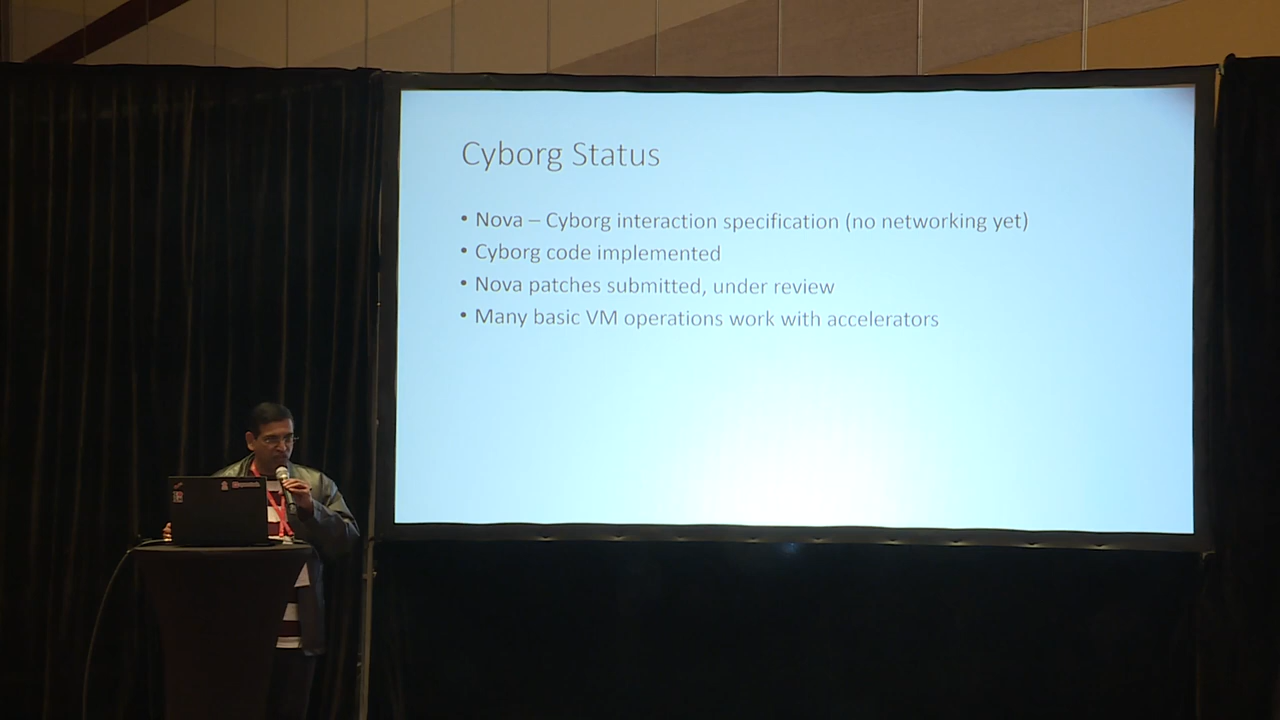 Cyborg Status
• Nova – Cyborg interaction specification (no networking yet)
• Cyborg code implemented
• Nova patches submitted, under review
• Many basic VM operations work with accelerators